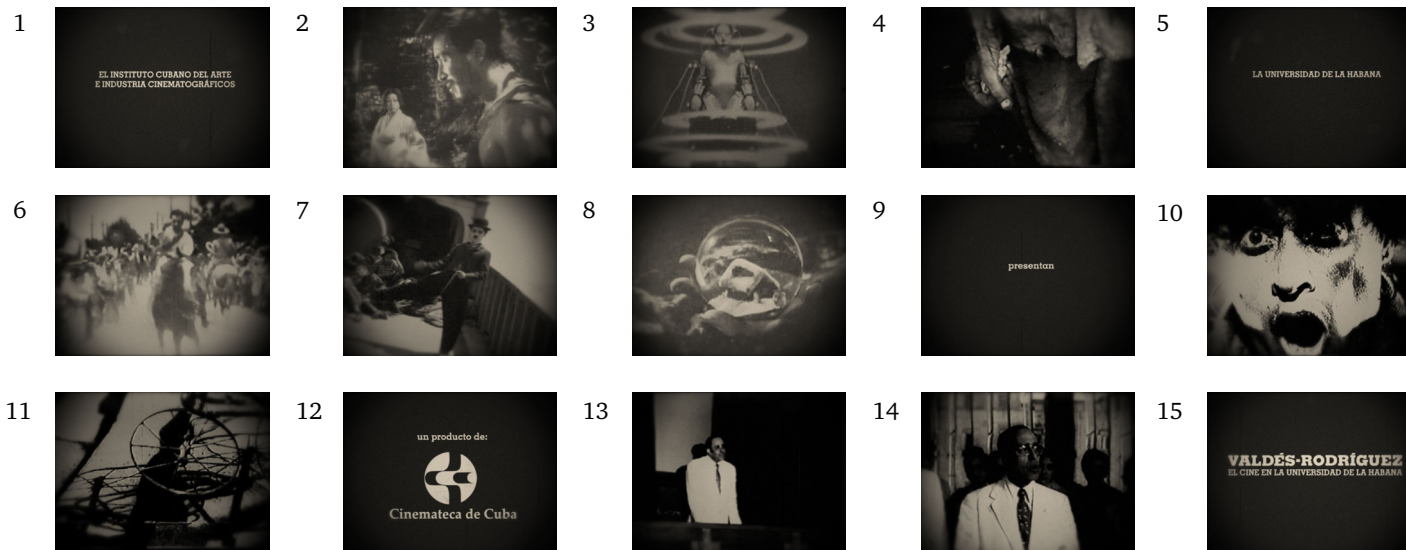 1
2
3
4
5
EL INSTITUTO CUBANO DEL ARTE
E INDUSTRIA CINEMATOGRÁFICOS
LA UNIVERSIDAD DE LA HABANA
6
7
8
9
10
presentan
11
12
13
14
15
un producto de:
Cinemateca de Cuba
VALDÉS-RODRÍGUEZ
EL CINE EN LA UNIVERSIDAD DE LA HABANA